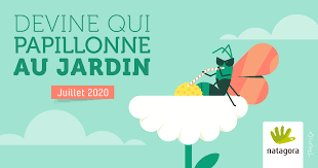 DEVINE QUI
PAPILLONNE
AU JARDIN
Juillet 2020
natagora